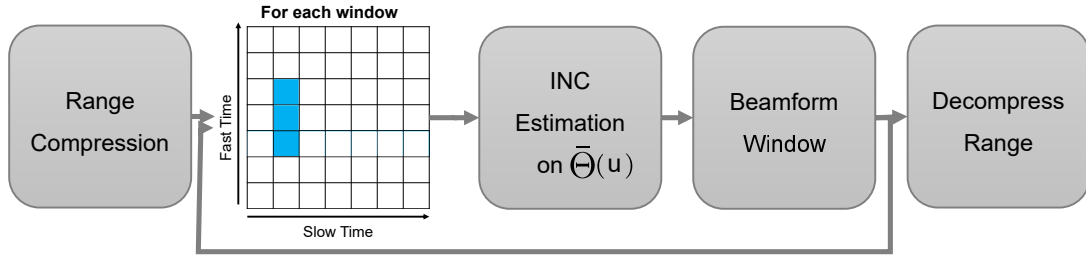 For each window
Range
Compression
Fast Time
Slow Time
INC
Estimation
on Θ̄(u)
Beamform
Window
Decompress
Range